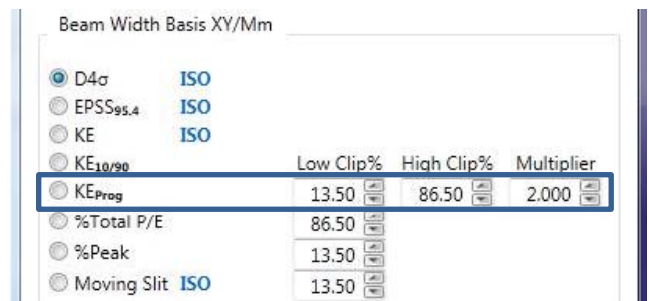 Beam Width Basis XY/Mm
D4σ ISO
EPSS95.4 ISO
KE ISO
KE10/90 Low Clip% High Clip% Multiplier
KEProg 13.50 86.50 2.000
%Total P/E 86.50
%Peak 13.50
Moving Slit ISO 13.50